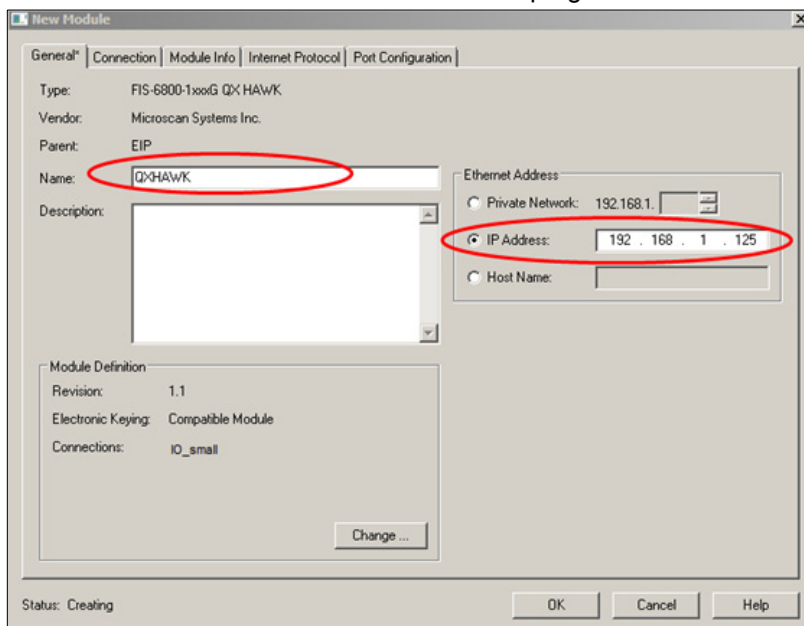 New Module
General* Connection Module Info Internet Protocol Port Configuration
Type: FIS-6800-1xxxG QX HAWK
Vendor: Microscan Systems Inc.
Parent: EIP
Name: QXHAWK
Description:
Ethernet Address
Private Network: 192.168.1.
IP Address: 192 . 168 . 1 . 125
Host Name:
Module Definition
Revision: 1.1
Electronic Keying: Compatible Module
Connections: IO_small
Change ...
Status: Creating
OK Cancel Help